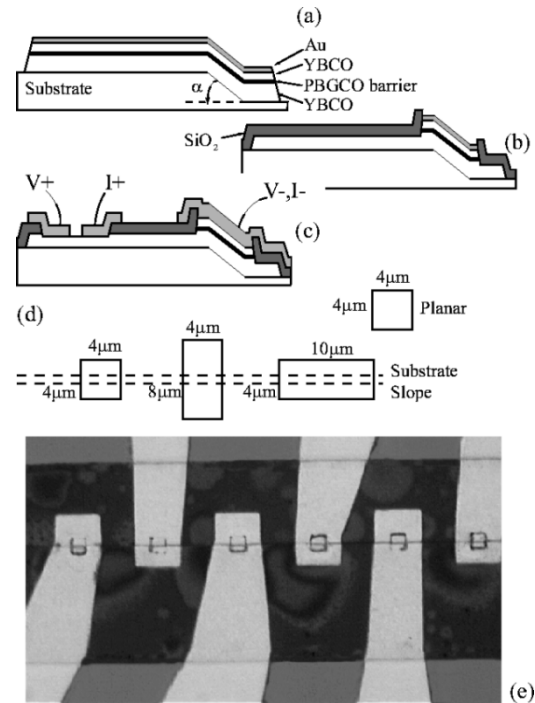 (a)
Au
YBCO
PBGCO barrier
YBCO
Substrate
α
SiO₂
(b)
V+
I+
V-,I-
(c)
(d)
4μm
4μm
Planar
4μm
4μm
4μm
8μm
10μm
4μm
Substrate
Slope
(e)